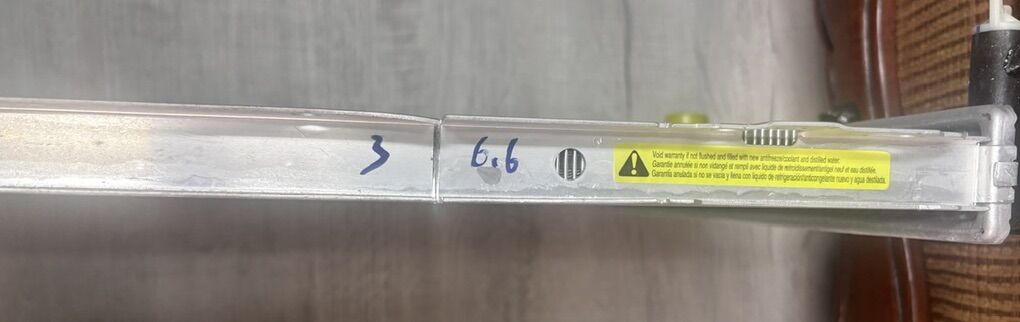 3 6.6
Void warranty if not flushed and filled with new antifreeze/coolant and distilled water.
Garantie annulée si non vidangé et rempli avec liquide de refroidissement/antigel neuf et eau distillée.
Garantía anulada si no se vacía y llena con líquido de refrigeración/anticongelante nuevo y agua destilada.